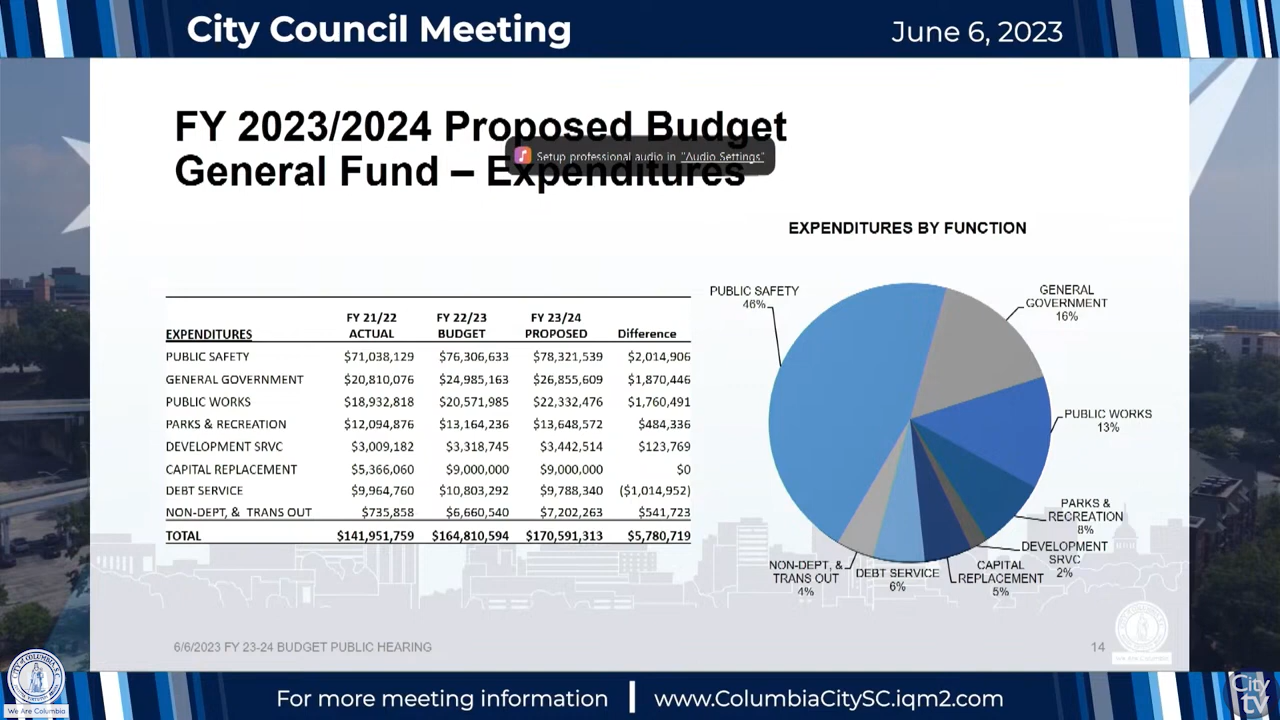 City Council Meeting
June 6, 2023
FY 2023/2024 Proposed Budget
General Fund – Expenditures
Setup professional audio in "Audio Settings"
EXPENDITURES BY FUNCTION
EXPENDITURES FY 21/22 ACTUAL FY 22/23 BUDGET FY 23/24 PROPOSED Difference
PUBLIC SAFETY $71,038,129 $76,306,633 $78,321,539 $2,014,906
GENERAL GOVERNMENT $20,810,076 $24,985,163 $26,855,609 $1,870,446
PUBLIC WORKS $18,932,818 $20,571,985 $22,332,476 $1,760,491
PARKS & RECREATION $12,094,876 $13,164,236 $13,648,572 $484,336
DEVELOPMENT SRVC $3,009,182 $3,318,745 $3,442,514 $123,769
CAPITAL REPLACEMENT $5,366,060 $9,000,000 $9,000,000 $0
DEBT SERVICE $9,964,760 $10,803,292 $9,788,340 ($1,014,952)
NON-DEPT, & TRANS OUT $735,858 $6,660,540 $7,202,263 $541,723
TOTAL $141,951,759 $164,810,594 $170,591,313 $5,780,719
PUBLIC SAFETY
46%
GENERAL
GOVERNMENT
16%
PUBLIC WORKS
13%
PARKS &
RECREATION
8%
DEVELOPMENT
SRVC
2%
CAPITAL
REPLACEMENT
5%
DEBT SERVICE
6%
NON-DEPT, &
TRANS OUT
4%
6/6/2023 FY 23-24 BUDGET PUBLIC HEARING
14
We Are Columbia
We Are Columbia
For more meeting information | www.ColumbiaCitySC.iqm2.com
City
tv